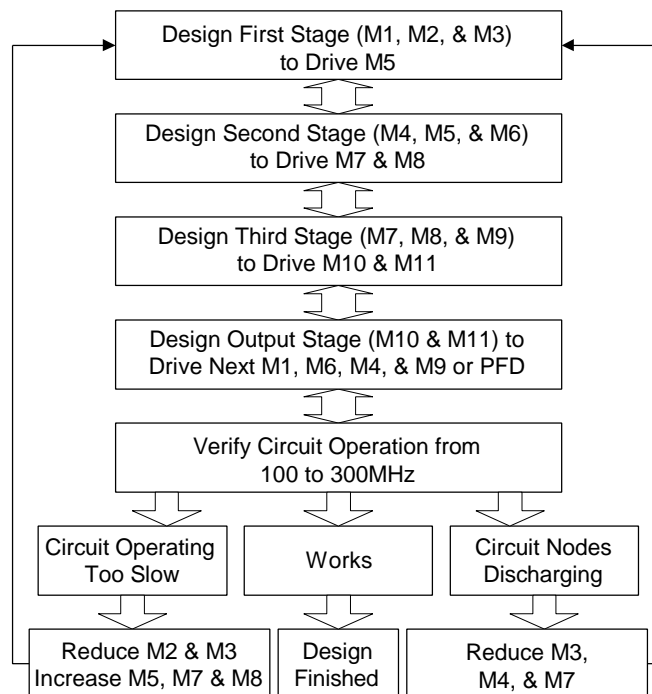 Design First Stage (M1, M2, & M3)
to Drive M5
Design Second Stage (M4, M5, & M6)
to Drive M7 & M8
Design Third Stage (M7, M8, & M9)
to Drive M10 & M11
Design Output Stage (M10 & M11) to
Drive Next M1, M6, M4, & M9 or PFD
Verify Circuit Operation from
100 to 300MHz
Circuit Operating
Too Slow
Works
Circuit Nodes
Discharging
Reduce M2 & M3
Increase M5, M7 & M8
Design
Finished
Reduce M3,
M4, & M7